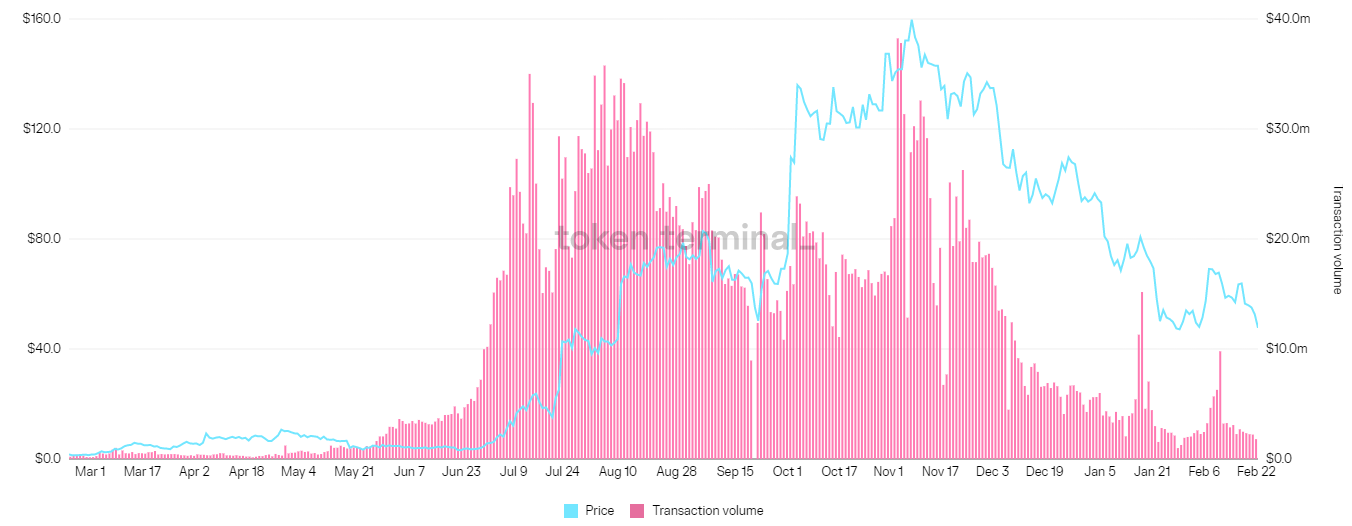 $160.0
$40.0m
$120.0
$30.0m
$80.0
$20.0m
$40.0
$10.0m
$0.0
$0.0
token terminal_
Transaction volume
Mar 1 Mar 17 Apr 2 Apr 18 May 4 May 21 Jun 7 Jun 23 Jul 9 Jul 24 Aug 10 Aug 28 Sep 15 Oct 1 Oct 17 Nov 1 Nov 17 Dec 3 Dec 19 Jan 5 Jan 21 Feb 6 Feb 22
Price Transaction volume